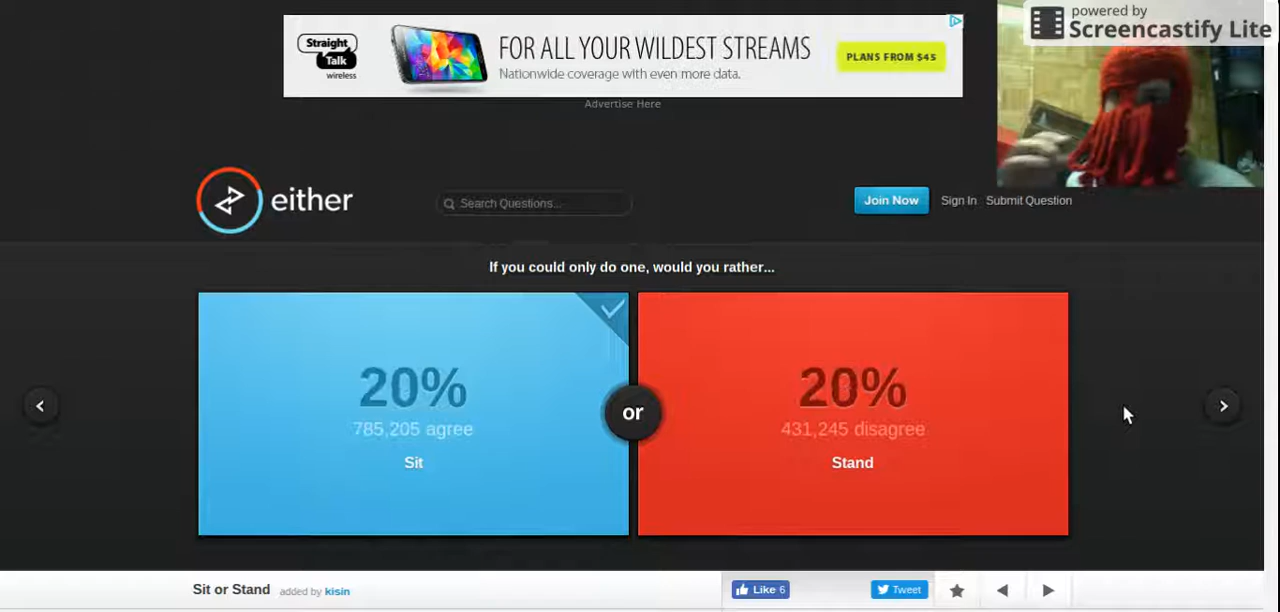 powered by
Screencastify Lite
Straight
Talk
wireless
FOR ALL YOUR WILDEST STREAMS
Nationwide coverage with even more data.
PLANS FROM $45
Advertise Here
either
Search Questions...
Join Now
Sign In
Submit Question
If you could only do one, would you rather...
20%
785,205 agree
Sit
or
20%
431,245 disagree
Stand
Sit or Stand
added by kisin
Like 6
Tweet